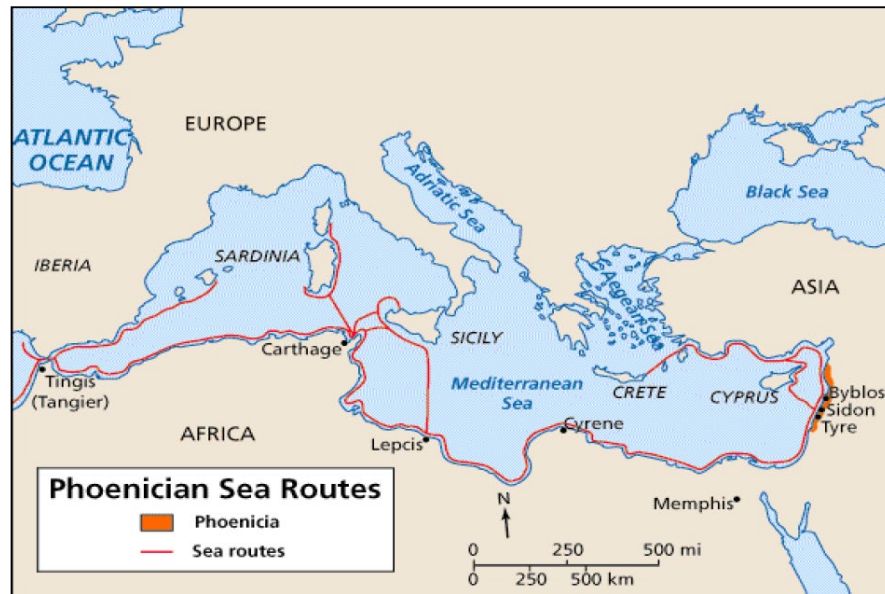 EUROPE
ATLANTIC
OCEAN
Adriatic Sea
Black Sea
IBERIA
SARDINIA
Aegean Sea
ASIA
Carthage
SICILY
Tingis
(Tangier)
Mediterranean
Sea
CRETE
CYPRUS
Byblos
Sidon
Tyre
AFRICA
Lepcis
Cyrene
Memphis
Phoenician Sea Routes
Phoenicia
Sea routes
N
0 250 500 mi
0 250 500 km